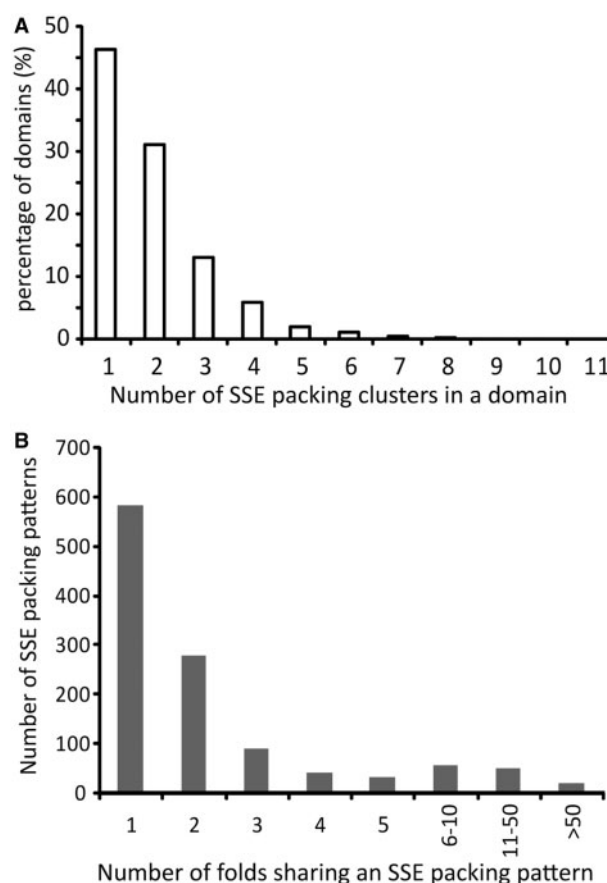 A
percentage of domains (%)
50
40
30
20
10
0
1 2 3 4 5 6 7 8 9 10 11
Number of SSE packing clusters in a domain
B
Number of SSE packing patterns
700
600
500
400
300
200
100
0
1 2 3 4 5 6-10 11-50 >50
Number of folds sharing an SSE packing pattern